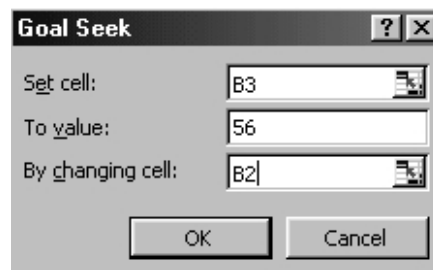 Goal Seek ? ×
Set cell: B3
To value: 56
By changing cell: B2
OK Cancel